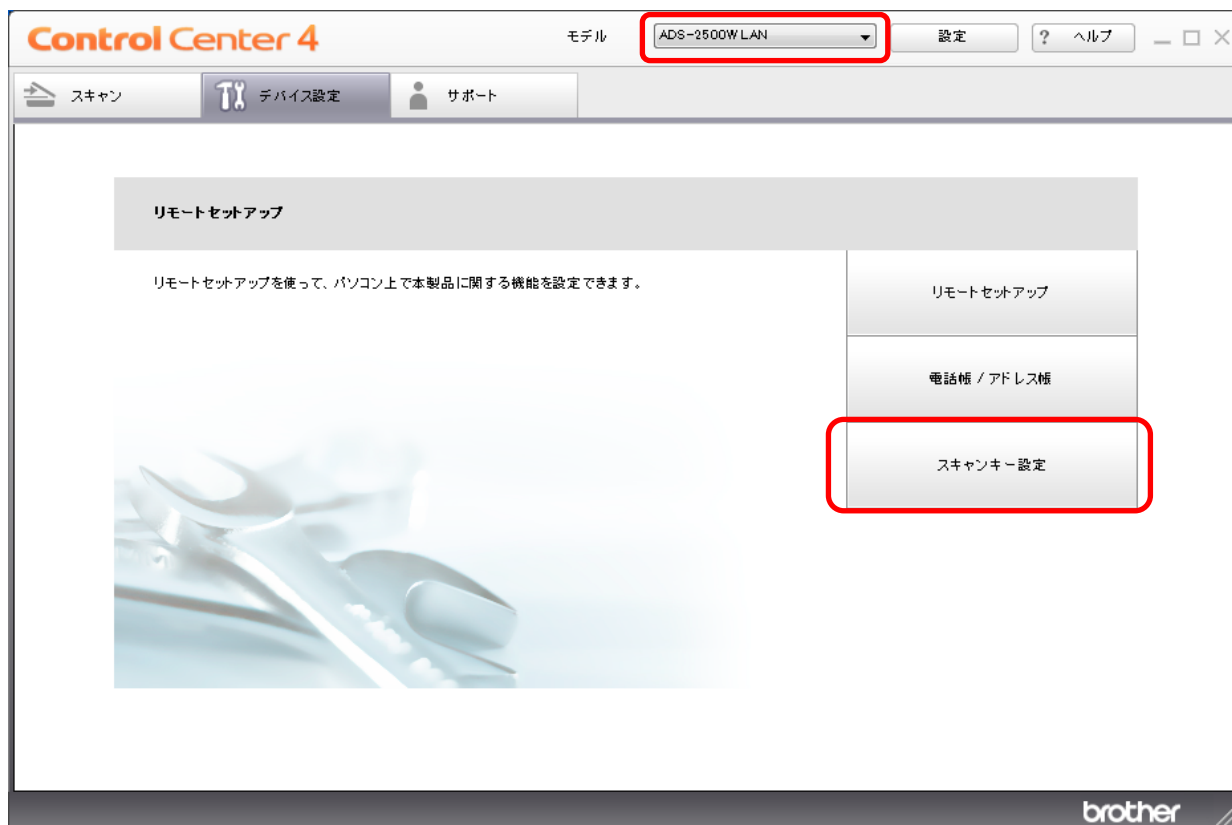 Control Center 4
モデル ADS-2500W LAN 設定 ? ヘルプ
スキャン デバイス設定 サポート
リモートセットアップ
リモートセットアップを使って、パソコン上で本製品に関する機能を設定できます。
リモートセットアップ
電話帳 / アドレス帳
スキャンキー設定
brother